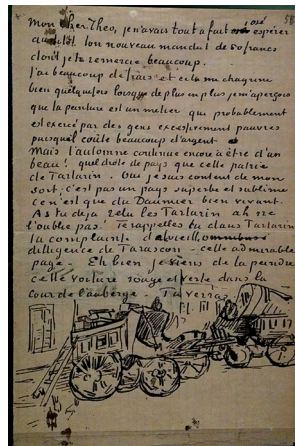 Mon cher Theo, je n'avais tout à fait osé espérer
aussitôt ton nouveau mandat de 50 francs
dont je te remercie beaucoup.
J'ai beaucoup de frais et cela me chagrine
bien quelquefois lorsque de plus en plus je m'aperçois
que la peinture est un métier qui probablement
est exercé par des gens excessivement pauvres
puisqu'il coûte beaucoup d'argent
Mais l'automne continue encore à être d'un
beau! quel drole de pays que cette patrie
de Tartarin. Oui je suis content de mon
sort, c'est pas un pays superbe et sublime
ce n'est que du Daumier bien vivant.
As tu deja relu les Tartarin ah ne
l'oublie pas! Te rappelles tu dans Tartarin
la complainte de la vieille
diligence de Tarascon - cette admirable
page. Eh bien je viens de la peindre
cette voiture rouge et verte dans la
cour de l'auberge. Tu verras